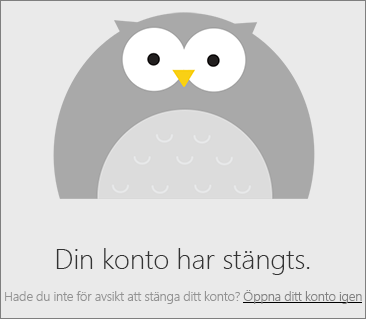 Din konto har stängts.
Hade du inte för avsikt att stänga ditt konto? Öppna ditt konto igen